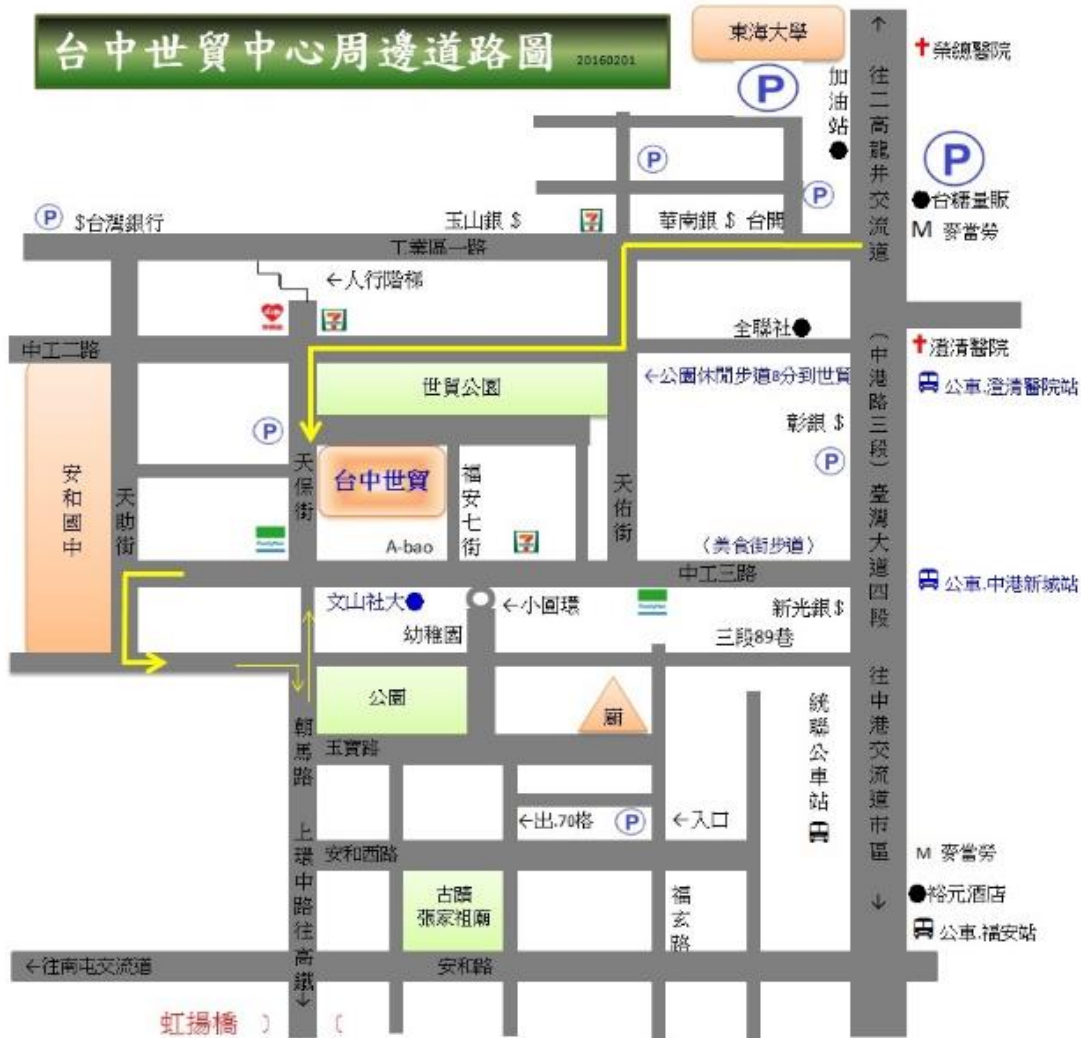 台中世貿中心周邊道路圖 20160201
東海大學
P
加油站
↑往二高龍井交流道
榮總醫院
P
台糖量販
M 麥當勞
P
P
P
$台灣銀行
玉山銀 $
7
華南銀 $ 台開
工業區一路
←人行階梯
7
全聯社
中工二路
(中港路三段)臺灣大道四段
澄清醫院
公車.澄清醫院站
世貿公園
←公園休閒步道8分到世貿
彰銀 $
P
P
安和國中
天助街
天保街
台中世貿
福安七街
天佑街
FamilyMart
A-bao
7
(美食街步道)
中工三路
公車.中港新城站
文山社大
←小圓環
FamilyMart
新光銀$
幼稚園
三段89巷
公園
廟
朝馬路
玉寶路
統聯公車站
往中港交流道市區↓
←出.70格
P
←入口
安和西路
M 麥當勞
上環中路往高鐵↓
古蹟
張家祖廟
福玄路
裕元酒店
公車.福安站
←往南屯交流道
安和路
虹揚橋